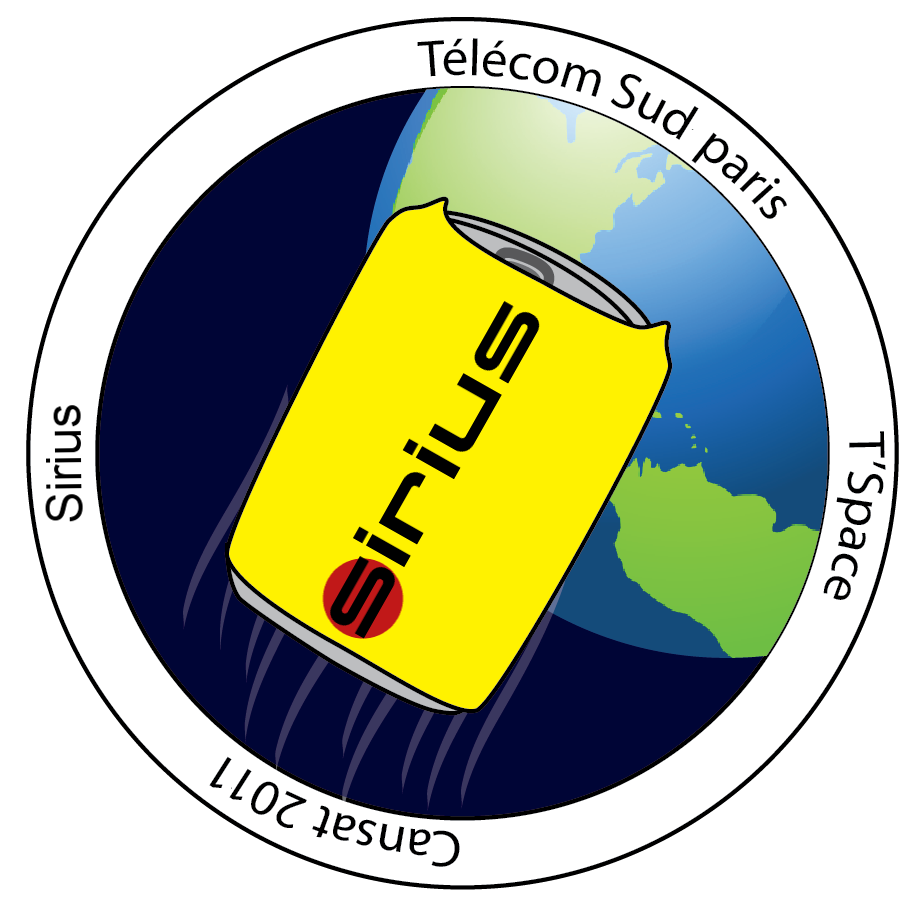 Télécom Sud paris
T'Space
Cansat 2011
Sirius
Sirius